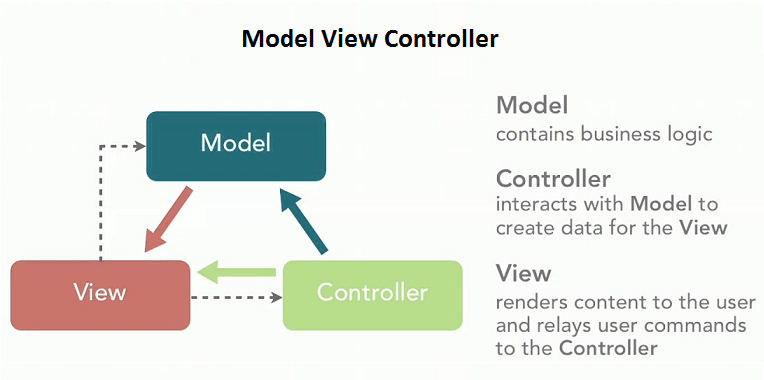 Model View Controller
Model
View
Controller
Model
contains business logic
Controller
interacts with Model to
create data for the View
View
renders content to the user
and relays user commands
to the Controller